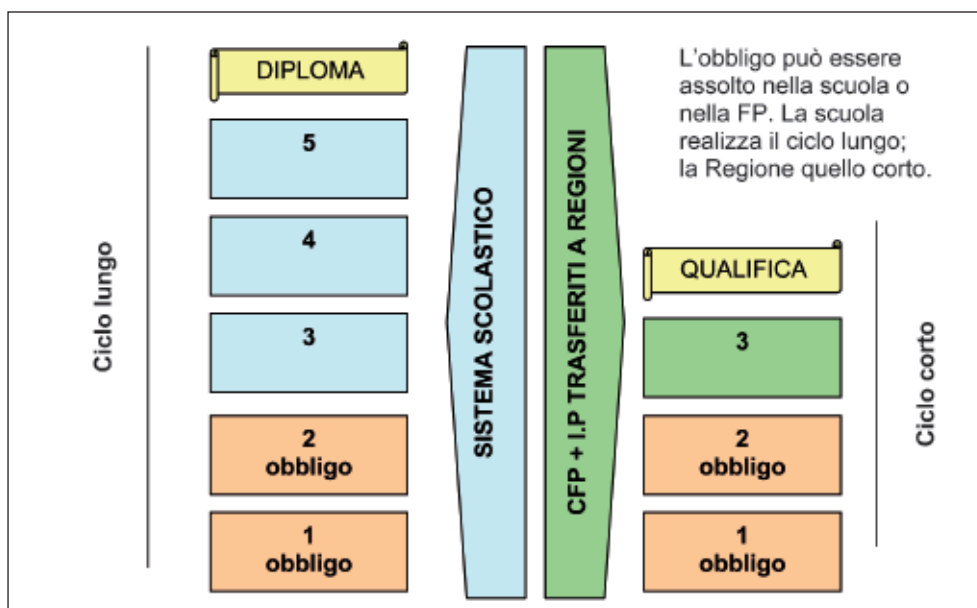 Ciclo lungo
DIPLOMA
5
4
3
2
obbligo
1
obbligo
SISTEMA SCOLASTICO
CFP + I.P TRASFERITI A REGIONI
L'obbligo può essere
assolto nella scuola o
nella FP. La scuola
realizza il ciclo lungo;
la Regione quello corto.
QUALIFICA
3
2
obbligo
1
obbligo
Ciclo corto